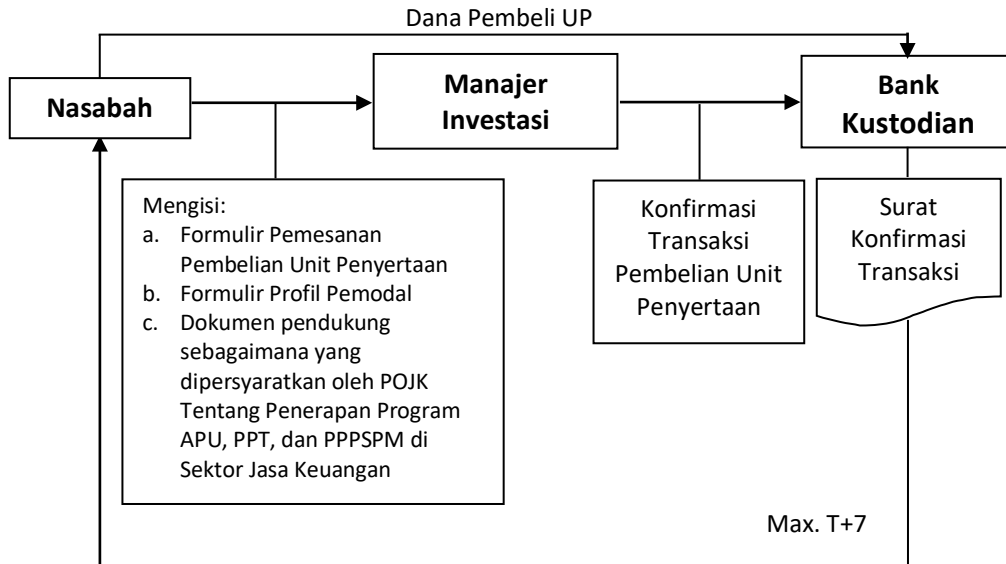 Dana Pembeli UP
Nasabah
Manajer
Investasi
Bank
Kustodian
Mengisi:
a. Formulir Pemesanan
Pembelian Unit Penyertaan
b. Formulir Profil Pemodal
c. Dokumen pendukung
sebagaimana yang
dipersyaratkan oleh POJK
Tentang Penerapan Program
APU, PPT, dan PPPSPM di
Sektor Jasa Keuangan
Konfirmasi
Transaksi
Pembelian Unit
Penyertaan
Surat
Konfirmasi
Transaksi
Max. T+7